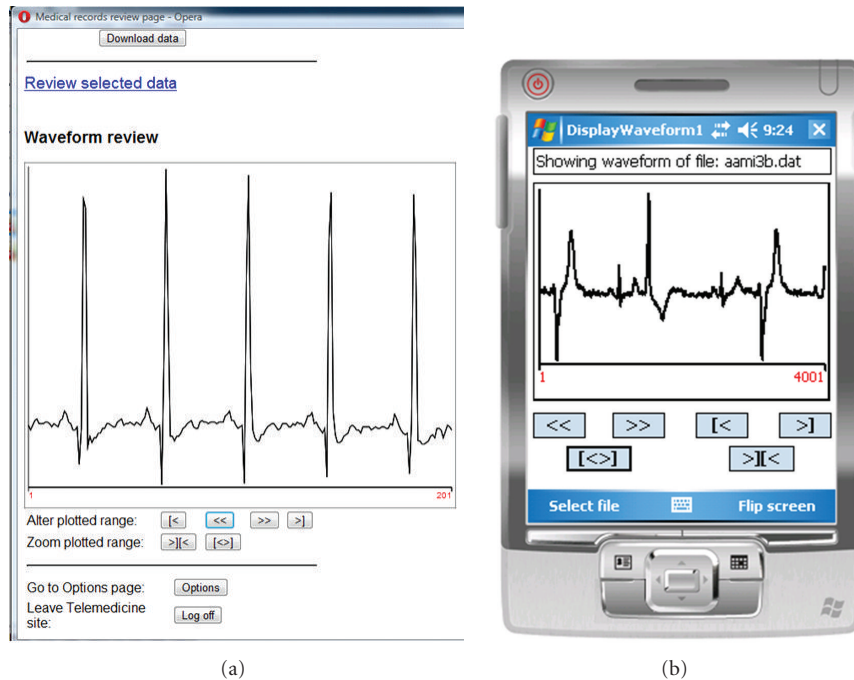 Medical records review page - Opera
Download data
Review selected data
Waveform review
1 201
Alter plotted range: [< << >> >]
Zoom plotted range: >][< [<>]
Go to Options page: Options
Leave Telemedicine
site: Log off
(a)
DisplayWaveform1 9:24
Showing waveform of file: aami3b.dat
1 4001
<< >> [< >]
[<>] >][<
Select file Flip screen
(b)